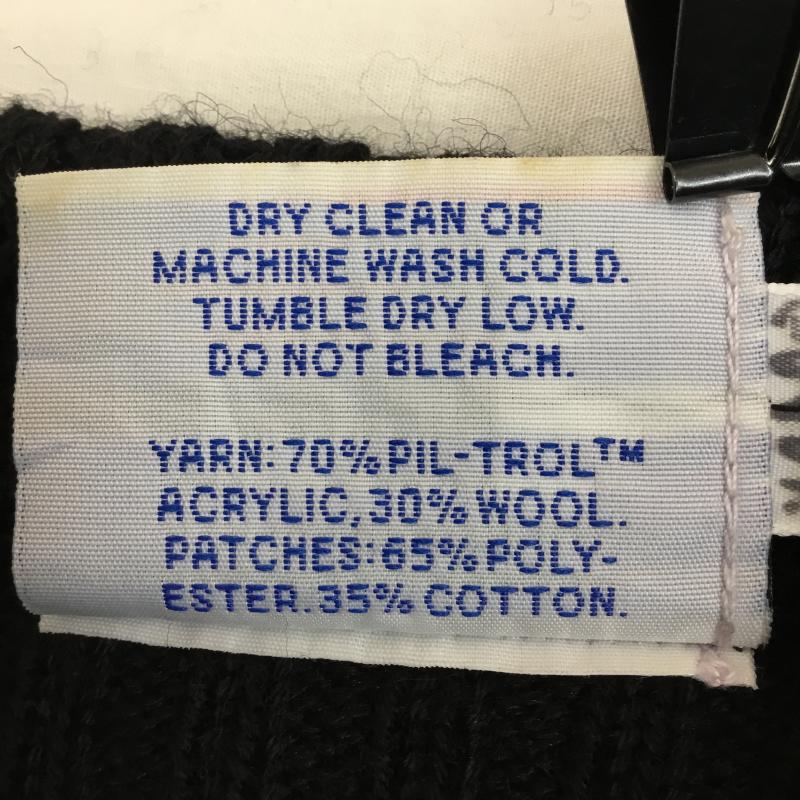 DRY CLEAN OR
MACHINE WASH COLD.
TUMBLE DRY LOW.
DO NOT BLEACH.
YARN: 70% PIL-TROL™
ACRYLIC, 30% WOOL.
PATCHES: 65% POLY-
ESTER. 35% COTTON.